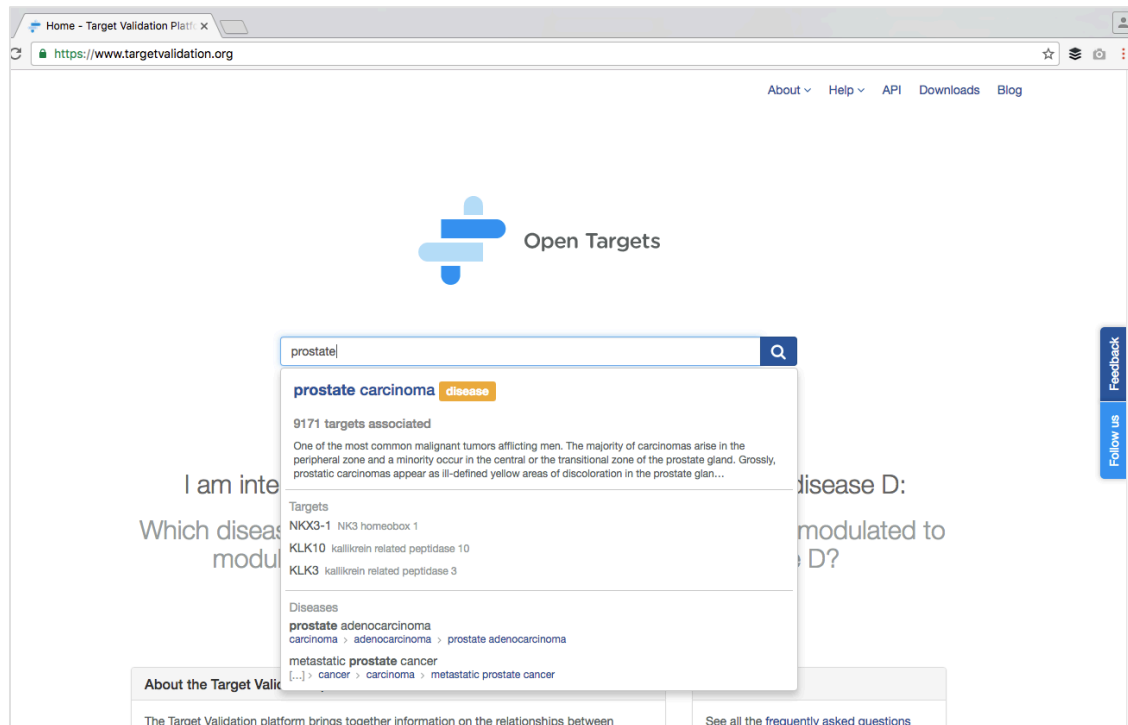 Home - Target Validation Platf
https://www.targetvalidation.org
About Help API Downloads Blog
Open Targets
prostate
prostate carcinoma disease
9171 targets associated
One of the most common malignant tumors afflicting men. The majority of carcinomas arise in the
peripheral zone and a minority occur in the central or the transitional zone of the prostate gland. Grossly,
prostatic carcinomas appear as ill-defined yellow areas of discoloration in the prostate glan...
Feedback
Follow us
I am inte
disease D:
Targets
NKX3-1 NK3 homeobox 1
Which diseas
modulated to
KLK10 kallikrein related peptidase 10
modul
D?
KLK3 kallikrein related peptidase 3
Diseases
prostate adenocarcinoma
carcinoma > adenocarcinoma > prostate adenocarcinoma
metastatic prostate cancer
[...] > cancer > carcinoma > metastatic prostate cancer
About the Target Valid
The Target Validation platform brings together information on the relationships between
See all the frequently asked questions